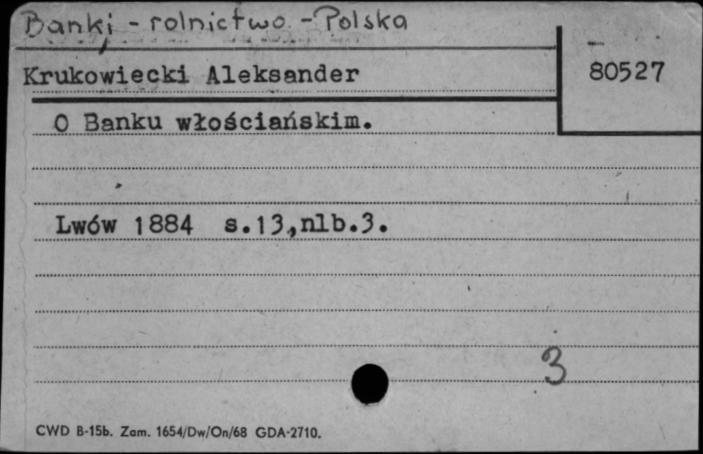 Banki - rolnictwo - Polska
Krukowiecki Aleksander
80527
O Banku włościańskim.
Lwów 1884 s.13,nlb.3.
3
CWD B-15b. Zam. 1654/Dw/On/68 GDA-2710.